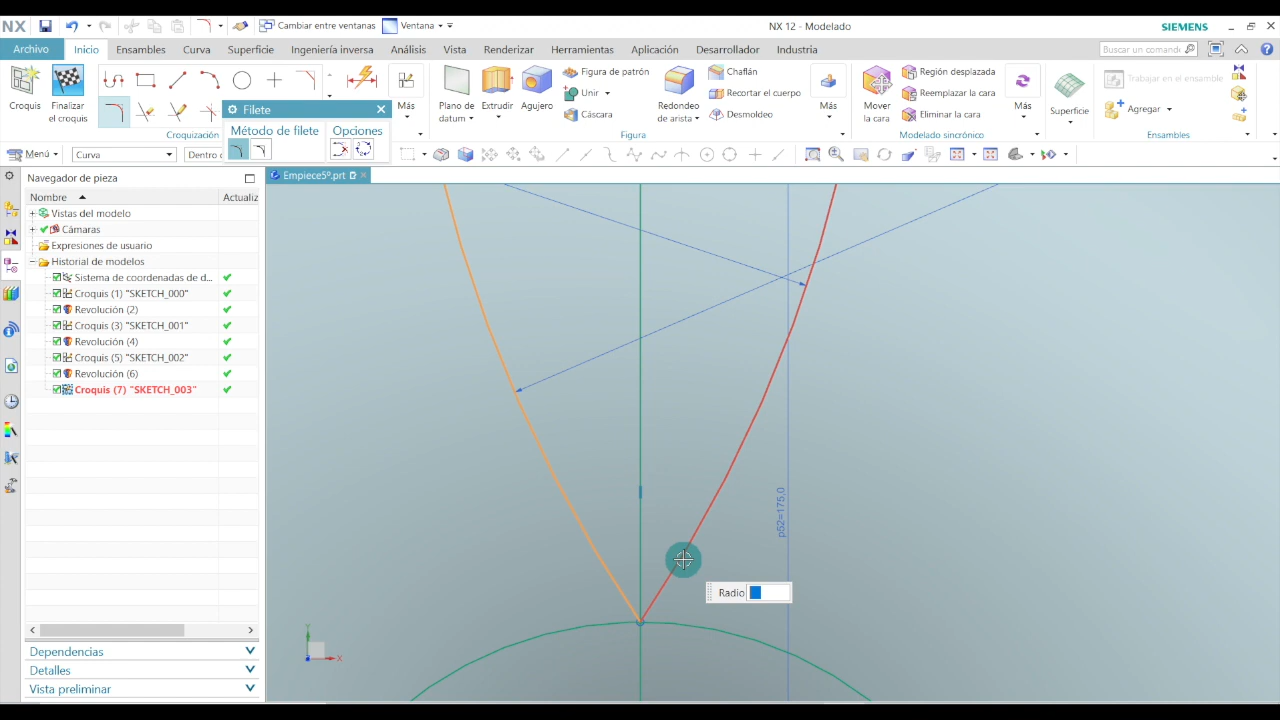 NX
Cambiar entre ventanas
Ventana
NX 12 - Modelado
SIEMENS
Archivo
Inicio
Ensambles
Curva
Superficie
Ingeniería inversa
Análisis
Vista
Renderizar
Herramientas
Aplicación
Desarrollador
Industria
Buscar un comando
Croquis
Finalizar el croquis
Más
Croquización
Filete
Método de filete
Opciones
Plano de datum
Extrudir
Agujero
Figura de patrón
Unir
Cáscara
Redondeo de arista
Chaflán
Recortar el cuerpo
Desmoldeo
Más
Figura
Mover la cara
Región desplazada
Reemplazar la cara
Eliminar la cara
Más
Modelado sincrónico
Superficie
Trabajar en el ensamble
Agregar
Ensambles
Menú
Curva
Dentro
Navegador de pieza
Empiece5º.prt
Nombre
Actualiz
Vistas del modelo
Cámaras
Expresiones de usuario
Historial de modelos
Sistema de coordenadas de d...
Croquis (1) "SKETCH_000"
Revolución (2)
Croquis (3) "SKETCH_001"
Revolución (4)
Croquis (5) "SKETCH_002"
Revolución (6)
Croquis (7) "SKETCH_003"
p52=175,0
Radio
Y
X
Dependencias
Detalles
Vista preliminar